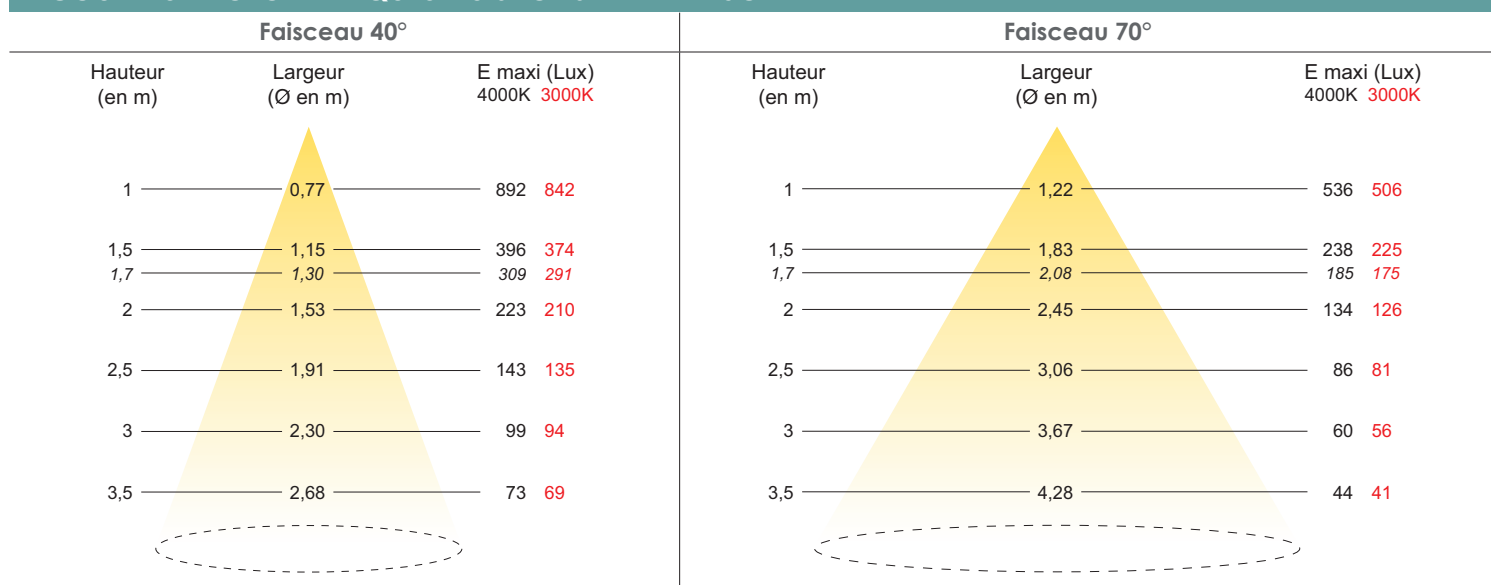 Faisceau 40°
Hauteur Largeur E maxi (Lux)
(en m) (Ø en m) 4000K 3000K
1 0,77 892 842
1,5 1,15 396 374
1,7 1,30 309 291
2 1,53 223 210
2,5 1,91 143 135
3 2,30 99 94
3,5 2,68 73 69
Faisceau 70°
Hauteur Largeur E maxi (Lux)
(en m) (Ø en m) 4000K 3000K
1 1,22 536 506
1,5 1,83 238 225
1,7 2,08 185 175
2 2,45 134 126
2,5 3,06 86 81
3 3,67 60 56
3,5 4,28 44 41